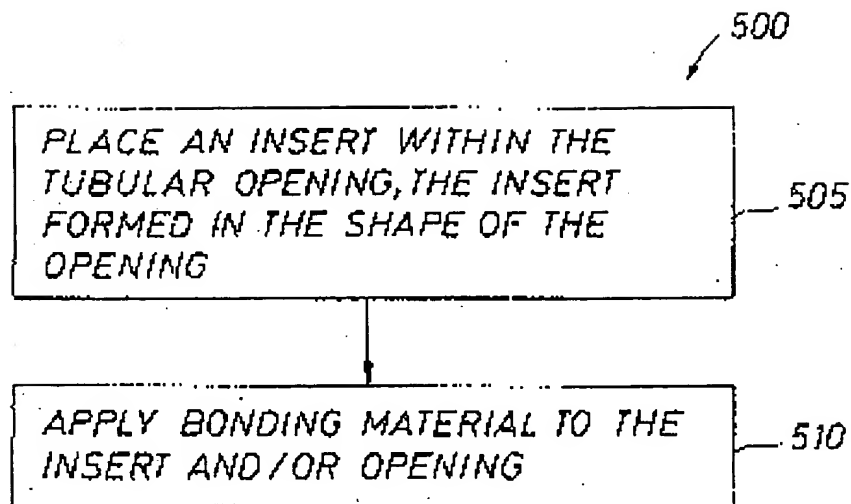 500
PLACE AN INSERT WITHIN THE
TUBULAR OPENING, THE INSERT
FORMED IN THE SHAPE OF THE
OPENING
505
APPLY BONDING MATERIAL TO THE
INSERT AND/OR OPENING
510